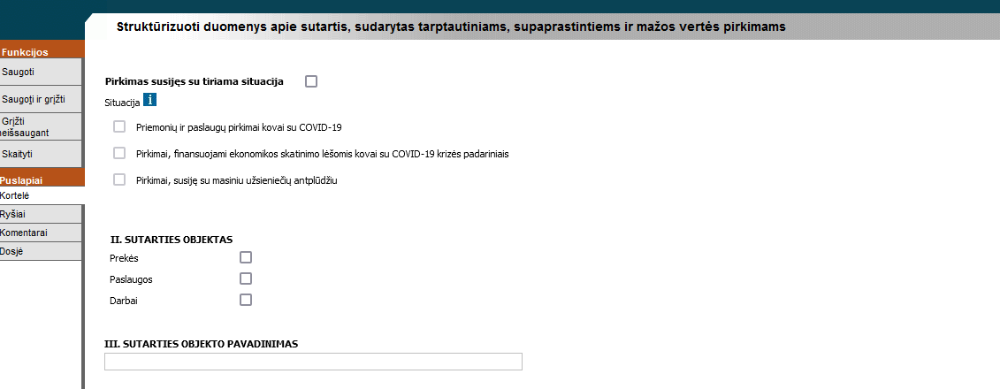 Struktūrizuoti duomenys apie sutartis, sudarytas tarptautiniams, supaprastintiems ir mažos vertės pirkimams
Funkcijos
Saugoti
Saugoti ir grįžti
Grįžti
neišsaugant
Skaityti
Puslapiai
Kortelė
Ryšiai
Komentarai
Dosjė
Pirkimas susijęs su tiriama situacija
Situacija i
Priemonių ir paslaugų pirkimai kovai su COVID-19
Pirkimai, finansuojami ekonomikos skatinimo lėšomis kovai su COVID-19 krizės padariniais
Pirkimai, susiję su masiniu užsieniečių antplūdžiu
II. SUTARTIES OBJEKTAS
Prekės
Paslaugos
Darbai
III. SUTARTIES OBJEKTO PAVADINIMAS